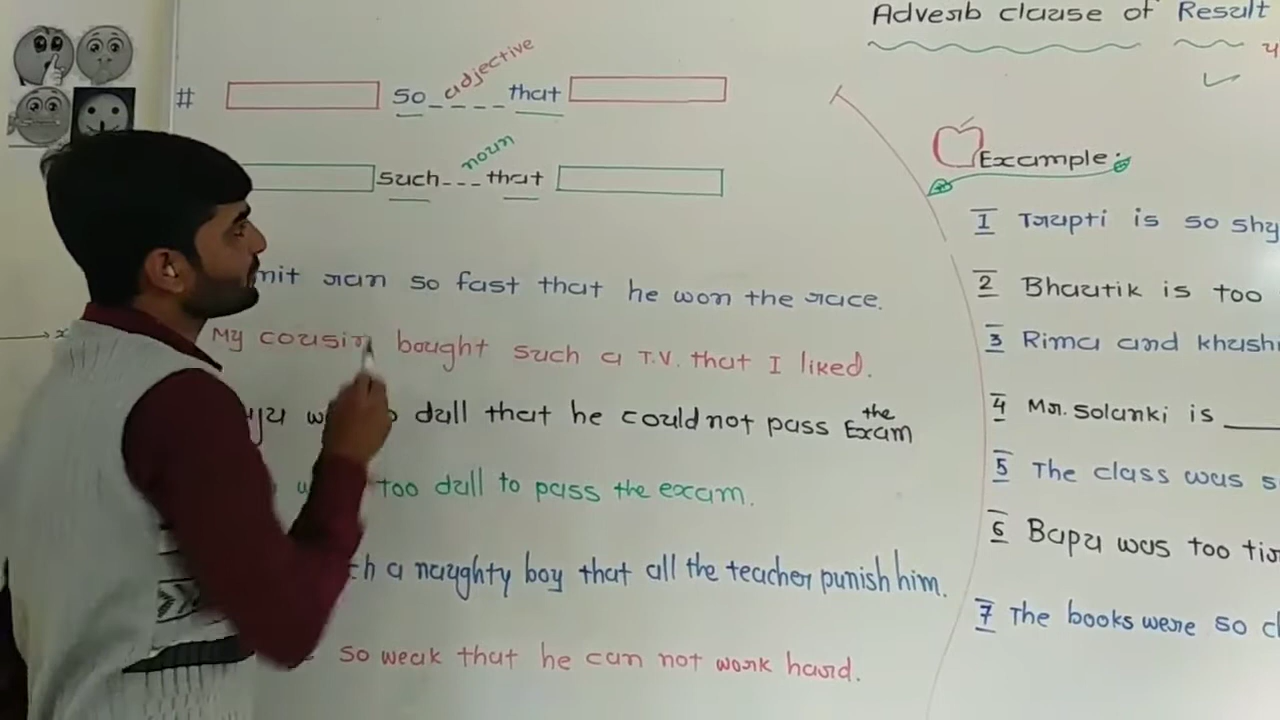 Adverb clause of Result
# so adjective that
such noun that
ran so fast that he won the race.
My cousin bought such a T.V. that I liked.
dull that he could not pass the Exam
too dull to pass the exam.
a naughty boy that all the teacher punish him.
so weak that he can not work hard.
Example:
1 Trupti is so shy
2 Bhautik is too
3 Rima and
4 Mr. Solanki is ____
5 The class was
6 Bapu was too
7 The books were so